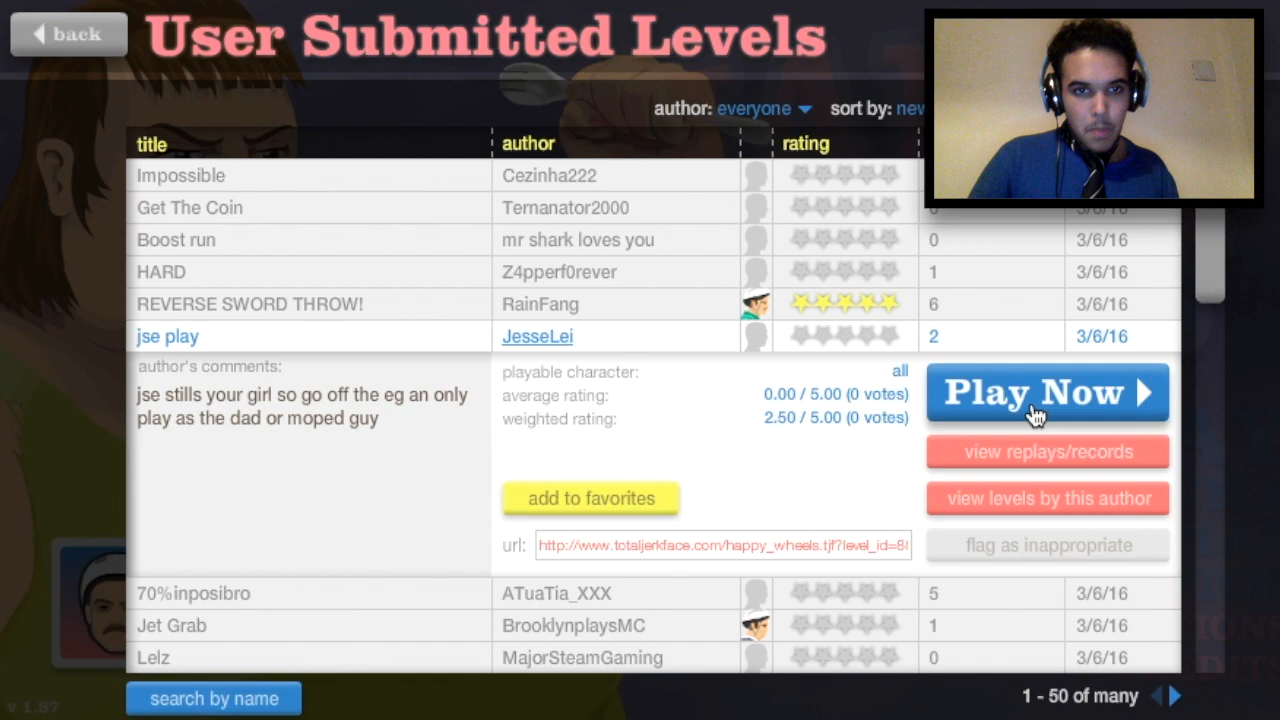 back
User Submitted Levels
author: everyone
sort by: new
title
author
rating
Impossible
Cezinha222
Get The Coin
Ternanator2000
3/6/16
Boost run
mr shark loves you
0
3/6/16
HARD
Z4pperf0rever
1
3/6/16
REVERSE SWORD THROW!
RainFang
6
3/6/16
jse play
JesseLei
2
3/6/16
author's comments:
jse stills your girl so go off the eg an only
play as the dad or moped guy
playable character:
all
average rating:
0.00 / 5.00 (0 votes)
weighted rating:
2.50 / 5.00 (0 votes)
Play Now
view replays/records
add to favorites
view levels by this author
url:
http://www.totaljerkface.com/happy_wheels.tjf?level_id=8
flag as inappropriate
70%inposibro
ATuaTia_XXX
5
3/6/16
Jet Grab
BrooklynplaysMC
1
3/6/16
Lelz
MajorSteamGaming
0
3/6/16
search by name
1 - 50 of many
v 1.87